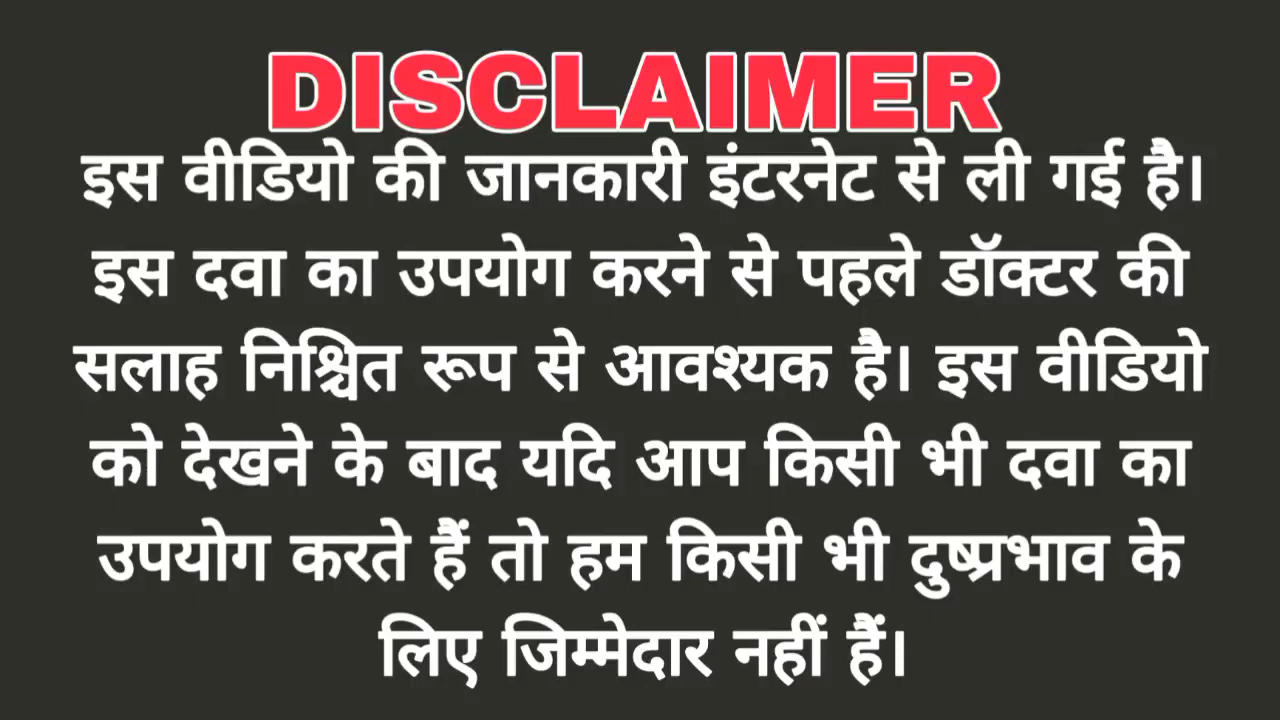 DISCLAIMER
इस वीडियो की जानकारी इंटरनेट से ली गई है।
इस दवा का उपयोग करने से पहले डॉक्टर की
सलाह निश्चित रूप से आवश्यक है। इस वीडियो
को देखने के बाद यदि आप किसी भी दवा का
उपयोग करते हैं तो हम किसी भी दुष्प्रभाव के
लिए जिम्मेदार नहीं हैं।